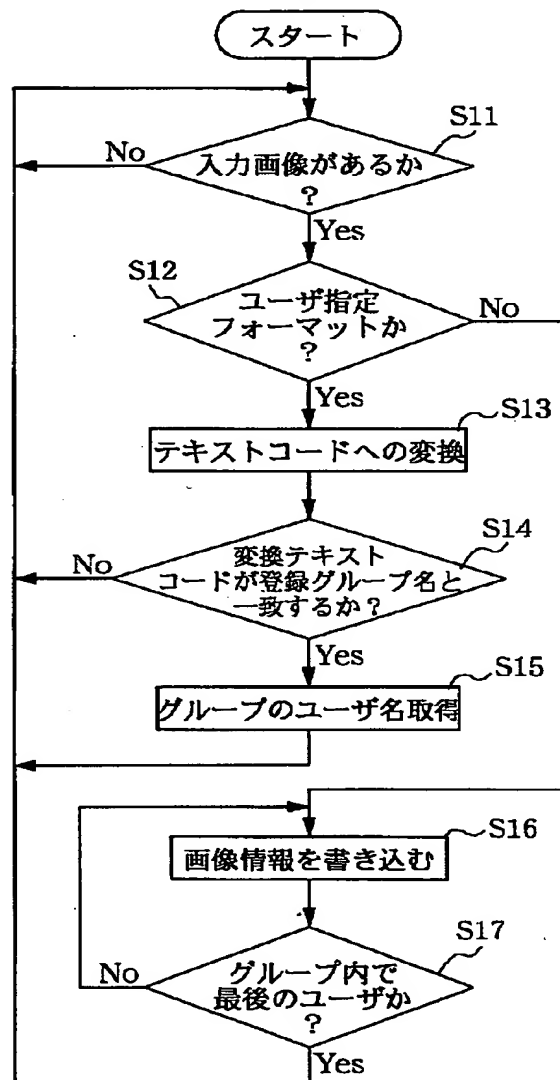 スタート
S11
No
入力画像があるか
?
Yes
S12
ユーザ指定
フォーマットか
?
No
Yes
S13
テキストコードへの変換
S14
No
変換テキスト
コードが登録グループ名と
一致するか?
Yes
S15
グループのユーザ名取得
S16
画像情報を書き込む
S17
No
グループ内で
最後のユーザか
?
Yes